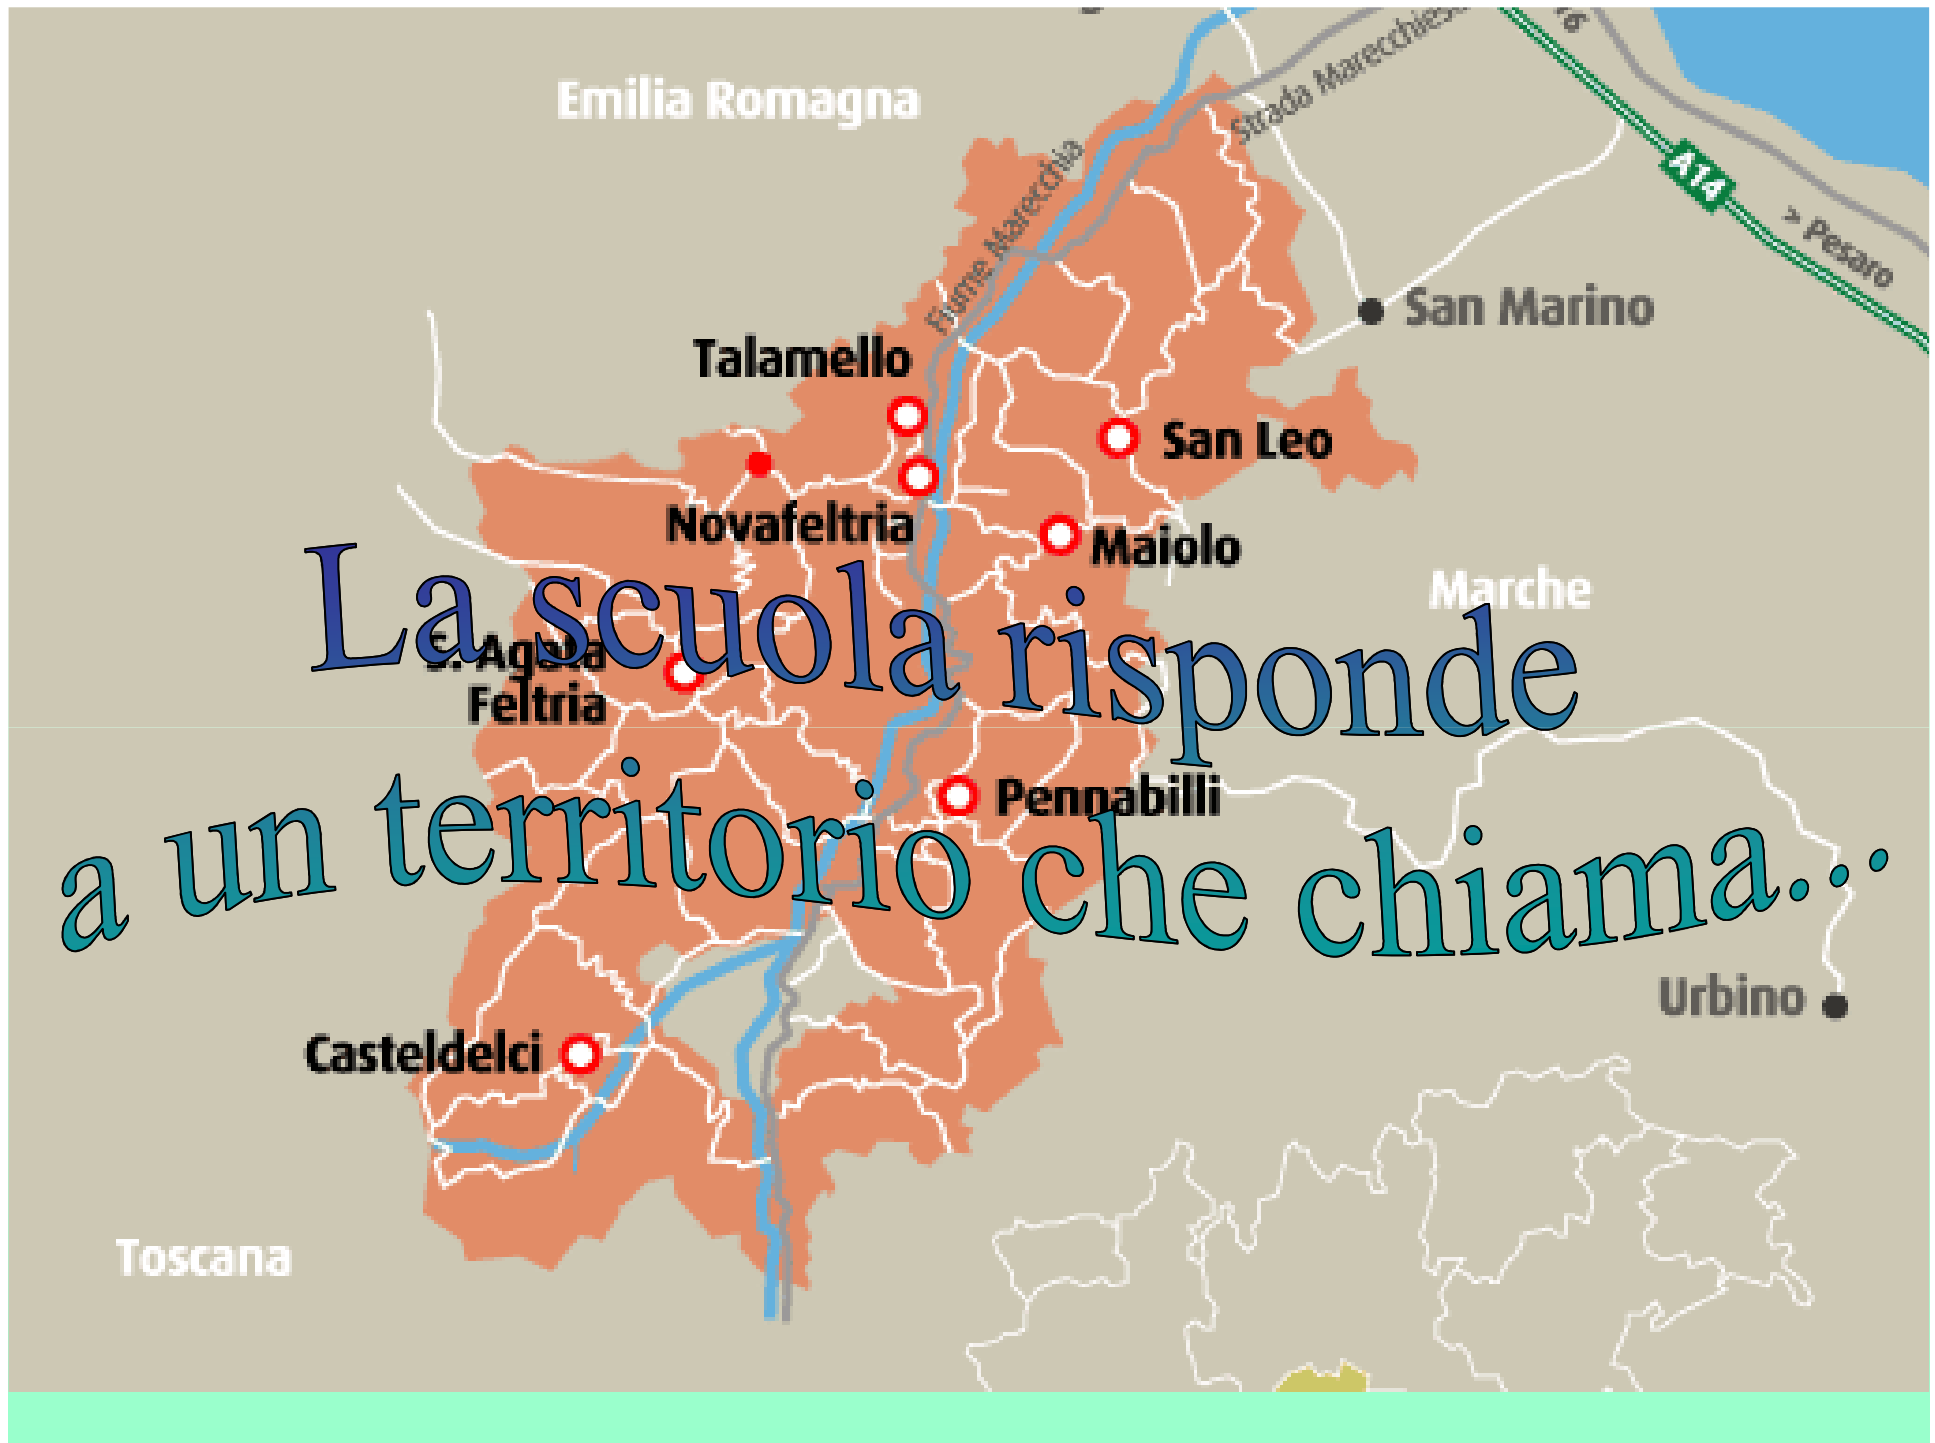 Strada Marecchiese
16
Emilia Romagna
A14
Fiume Marecchia
> Pesaro
San Marino
Talamello
San Leo
Novafeltria
Maiolo
Marche
La scuola risponde
S. Agata
Feltria
Pennabilli
a un territorio che chiama...
Urbino
Casteldelci
Toscana